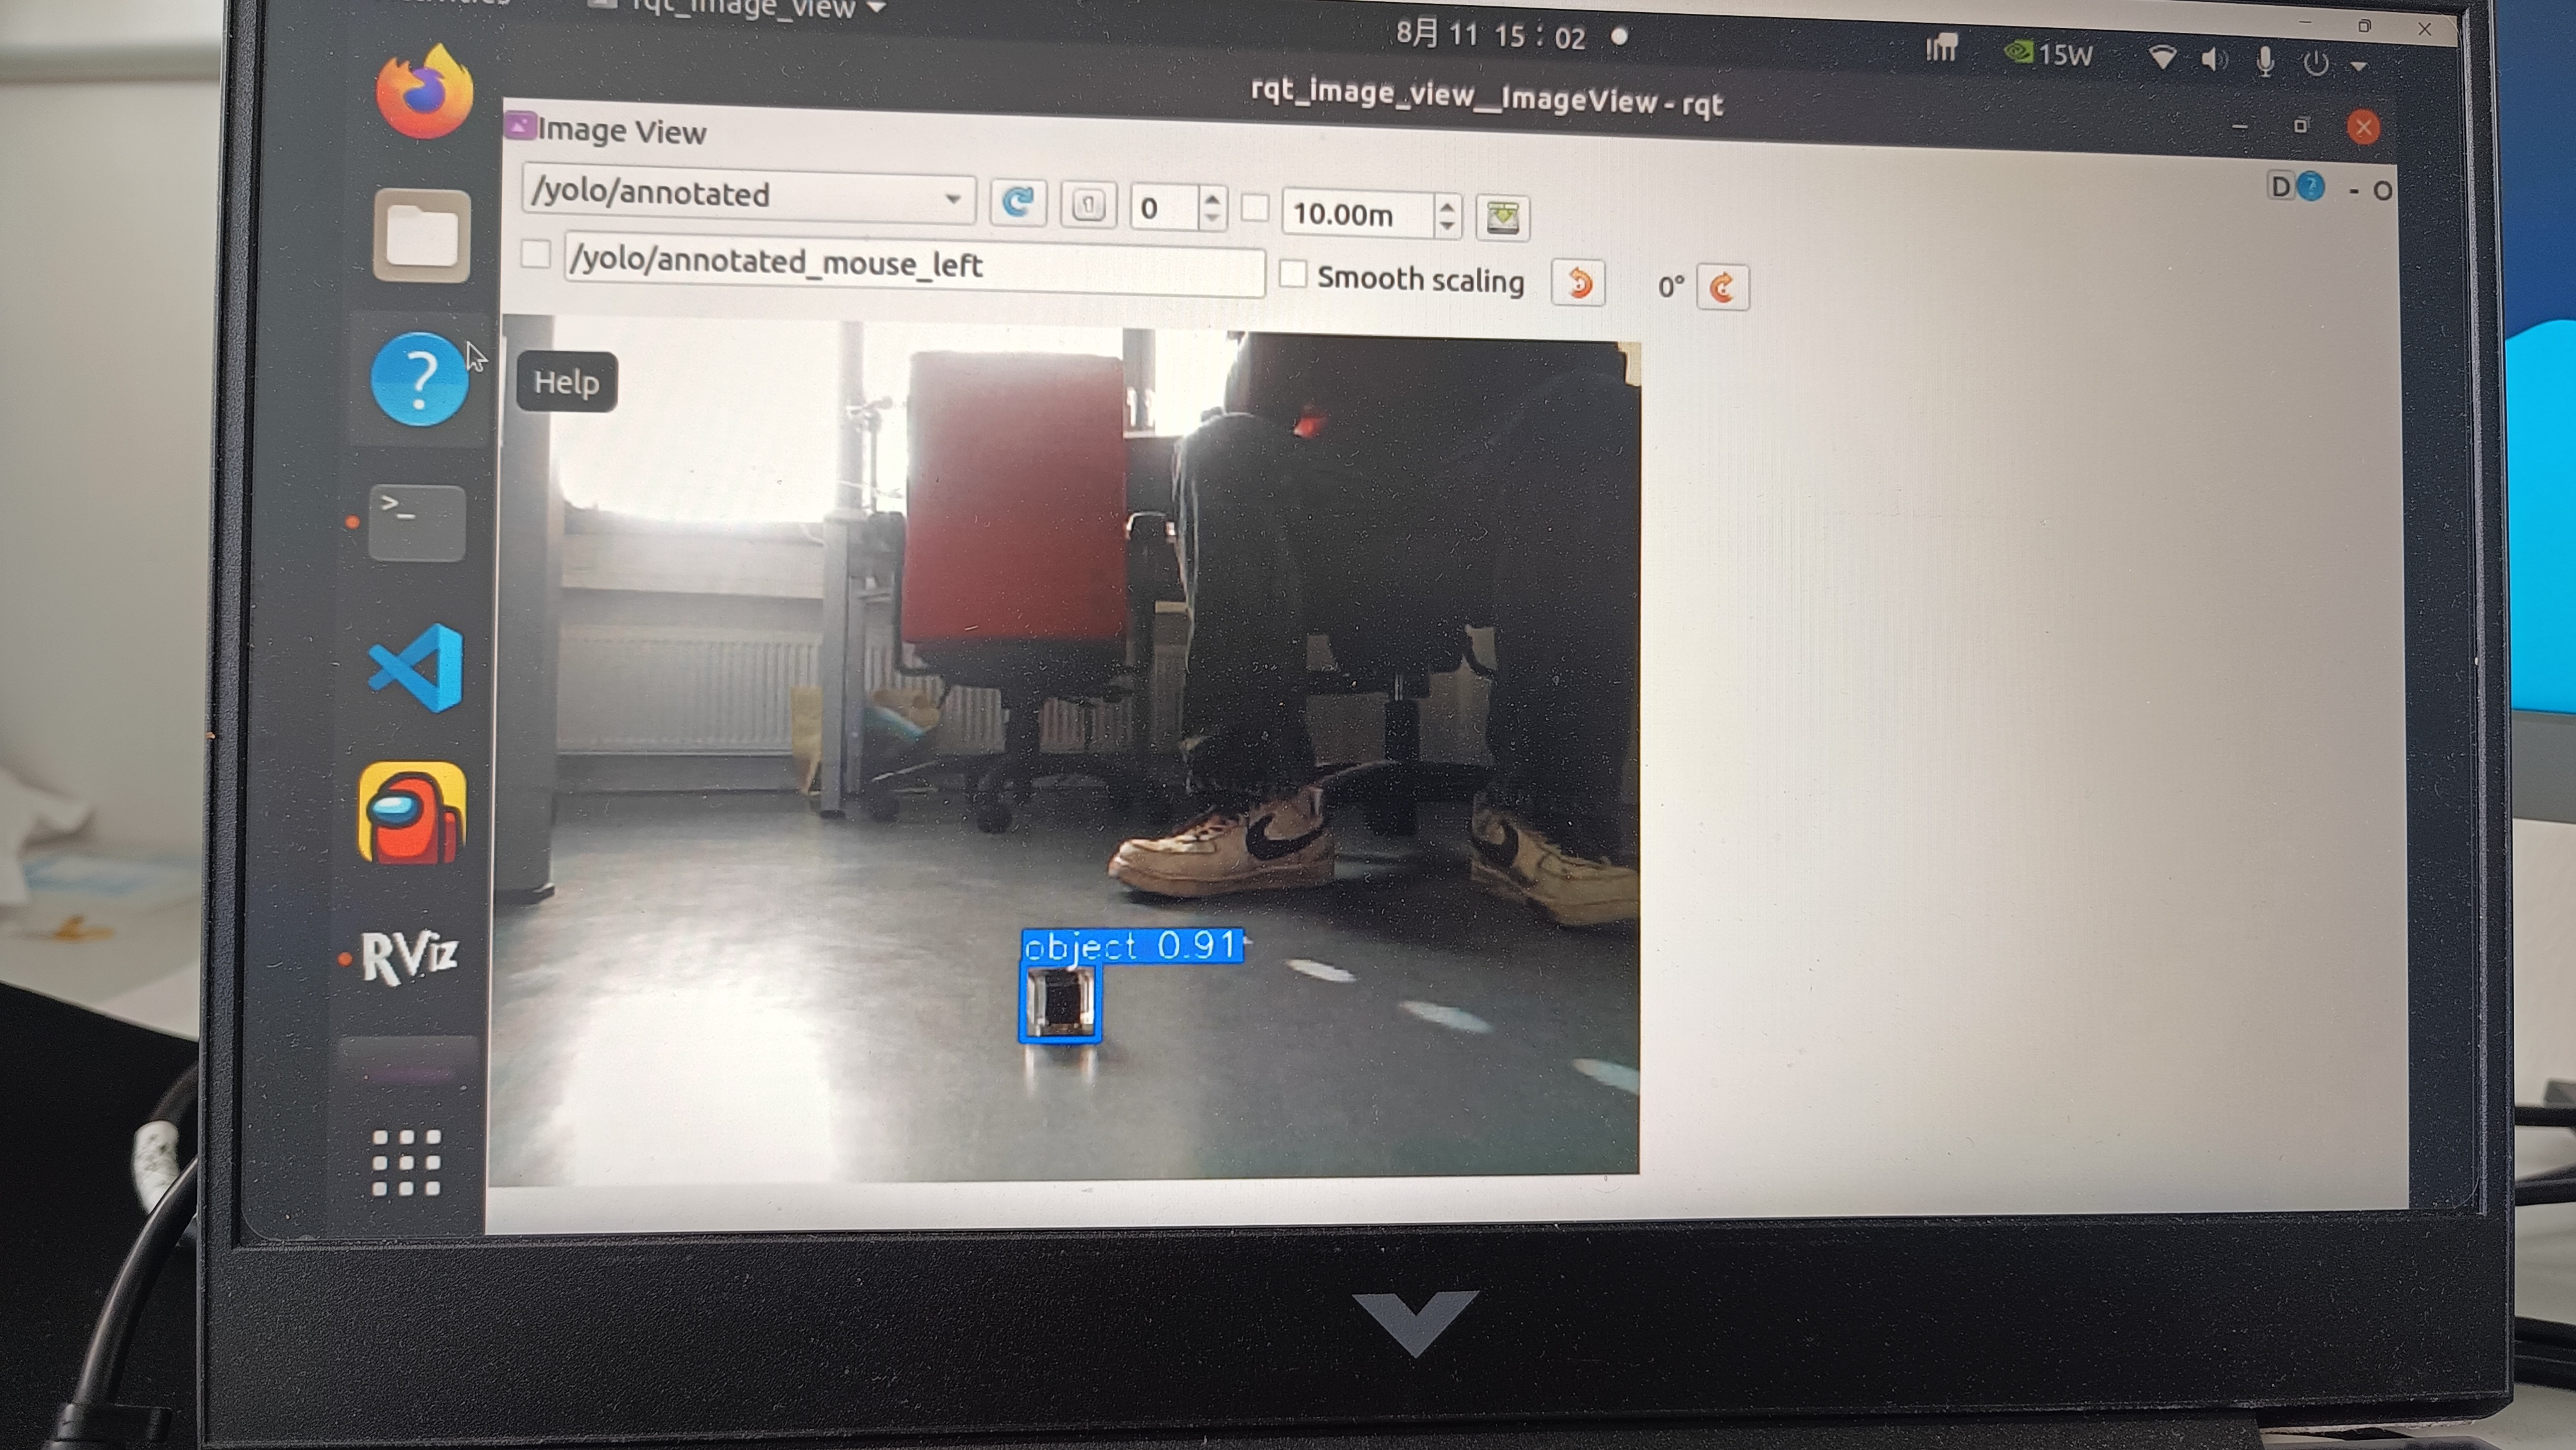 rqt_image_view
8月 11 15：02
15W
rqt_image_view__ImageView - rqt
Image View
D ? - O
/yolo/annotated
0
10.00m
/yolo/annotated_mouse_left
Smooth scaling
0°
?
Help
>_
object 0.91
RViz